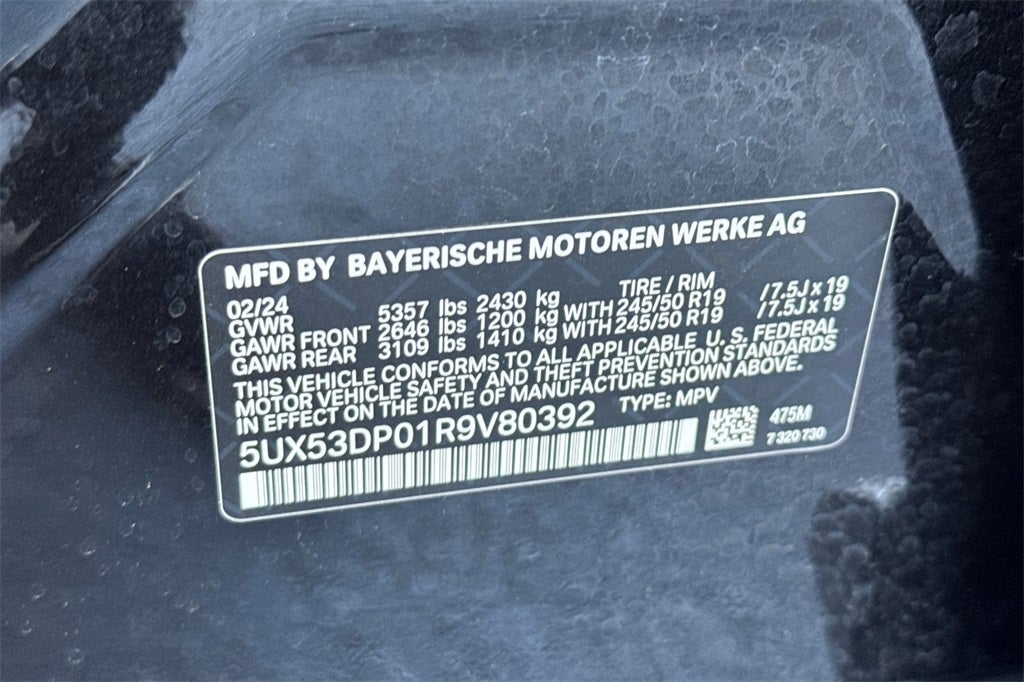 MFD BY BAYERISCHE MOTOREN WERKE AG
02/24 TIRE / RIM
GVWR 5357 lbs 2430 kg
GAWR FRONT 2646 lbs 1200 kg WITH 245/50 R19 /7.5J x 19
GAWR REAR 3109 lbs 1410 kg WITH 245/50 R19 /7.5J x 19
THIS VEHICLE CONFORMS TO ALL APPLICABLE U. S. FEDERAL
MOTOR VEHICLE SAFETY AND THEFT PREVENTION STANDARDS
IN EFFECT ON THE DATE OF MANUFACTURE SHOWN ABOVE.
5UX53DP01R9V80392 TYPE: MPV
475M
7 320 730